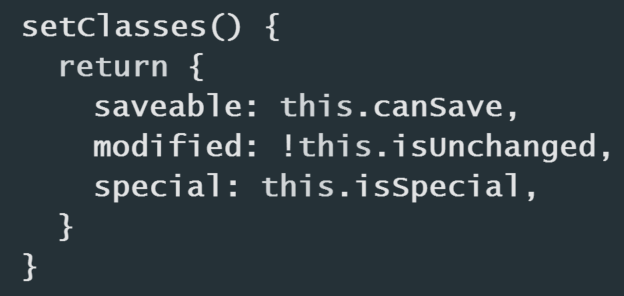 setClasses() {
  return {
    saveable: this.canSave,
    modified: !this.isUnchanged,
    special: this.isSpecial,
  }
}